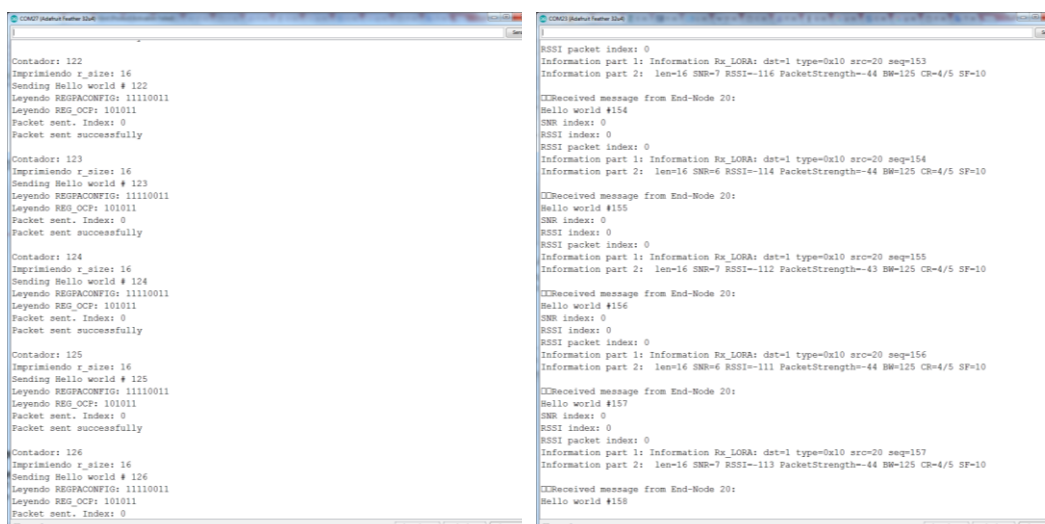 COM27 (Adafruit Feather 32u4)
Contador: 122
Imprimiendo r_size: 16
Sending Hello world # 122
Leyendo REGPACONFIG: 11110011
Leyendo REG_OCP: 101011
Packet sent. Index: 0
Packet sent successfully
Contador: 123
Imprimiendo r_size: 16
Sending Hello world # 123
Leyendo REGPACONFIG: 11110011
Leyendo REG_OCP: 101011
Packet sent. Index: 0
Packet sent successfully
Contador: 124
Imprimiendo r_size: 16
Sending Hello world # 124
Leyendo REGPACONFIG: 11110011
Leyendo REG_OCP: 101011
Packet sent. Index: 0
Packet sent successfully
Contador: 125
Imprimiendo r_size: 16
Sending Hello world # 125
Leyendo REGPACONFIG: 11110011
Leyendo REG_OCP: 101011
Packet sent. Index: 0
Packet sent successfully
Contador: 126
Imprimiendo r_size: 16
Sending Hello world # 126
Leyendo REGPACONFIG: 11110011
Leyendo REG_OCP: 101011
Packet sent. Index: 0
COM23 (Adafruit Feather 32u4)
RSSI packet index: 0
Information part 1: Information Rx_LORA: dst=1 type=0x10 src=20 seq=153
Information part 2:  len=16 SNR=7 RSSI=-116 PacketStrength=-44 BW=125 CR=4/5 SF=10
□□Received message from End-Node 20:
Hello world #154
SNR index: 0
RSSI index: 0
RSSI packet index: 0
Information part 1: Information Rx_LORA: dst=1 type=0x10 src=20 seq=154
Information part 2:  len=16 SNR=6 RSSI=-114 PacketStrength=-44 BW=125 CR=4/5 SF=10
□□Received message from End-Node 20:
Hello world #155
SNR index: 0
RSSI index: 0
RSSI packet index: 0
Information part 1: Information Rx_LORA: dst=1 type=0x10 src=20 seq=155
Information part 2:  len=16 SNR=7 RSSI=-112 PacketStrength=-43 BW=125 CR=4/5 SF=10
□□Received message from End-Node 20:
Hello world #156
SNR index: 0
RSSI index: 0
RSSI packet index: 0
Information part 1: Information Rx_LORA: dst=1 type=0x10 src=20 seq=156
Information part 2:  len=16 SNR=6 RSSI=-111 PacketStrength=-44 BW=125 CR=4/5 SF=10
□□Received message from End-Node 20:
Hello world #157
SNR index: 0
RSSI index: 0
RSSI packet index: 0
Information part 1: Information Rx_LORA: dst=1 type=0x10 src=20 seq=157
Information part 2:  len=16 SNR=7 RSSI=-113 PacketStrength=-44 BW=125 CR=4/5 SF=10
□□Received message from End-Node 20:
Hello world #158